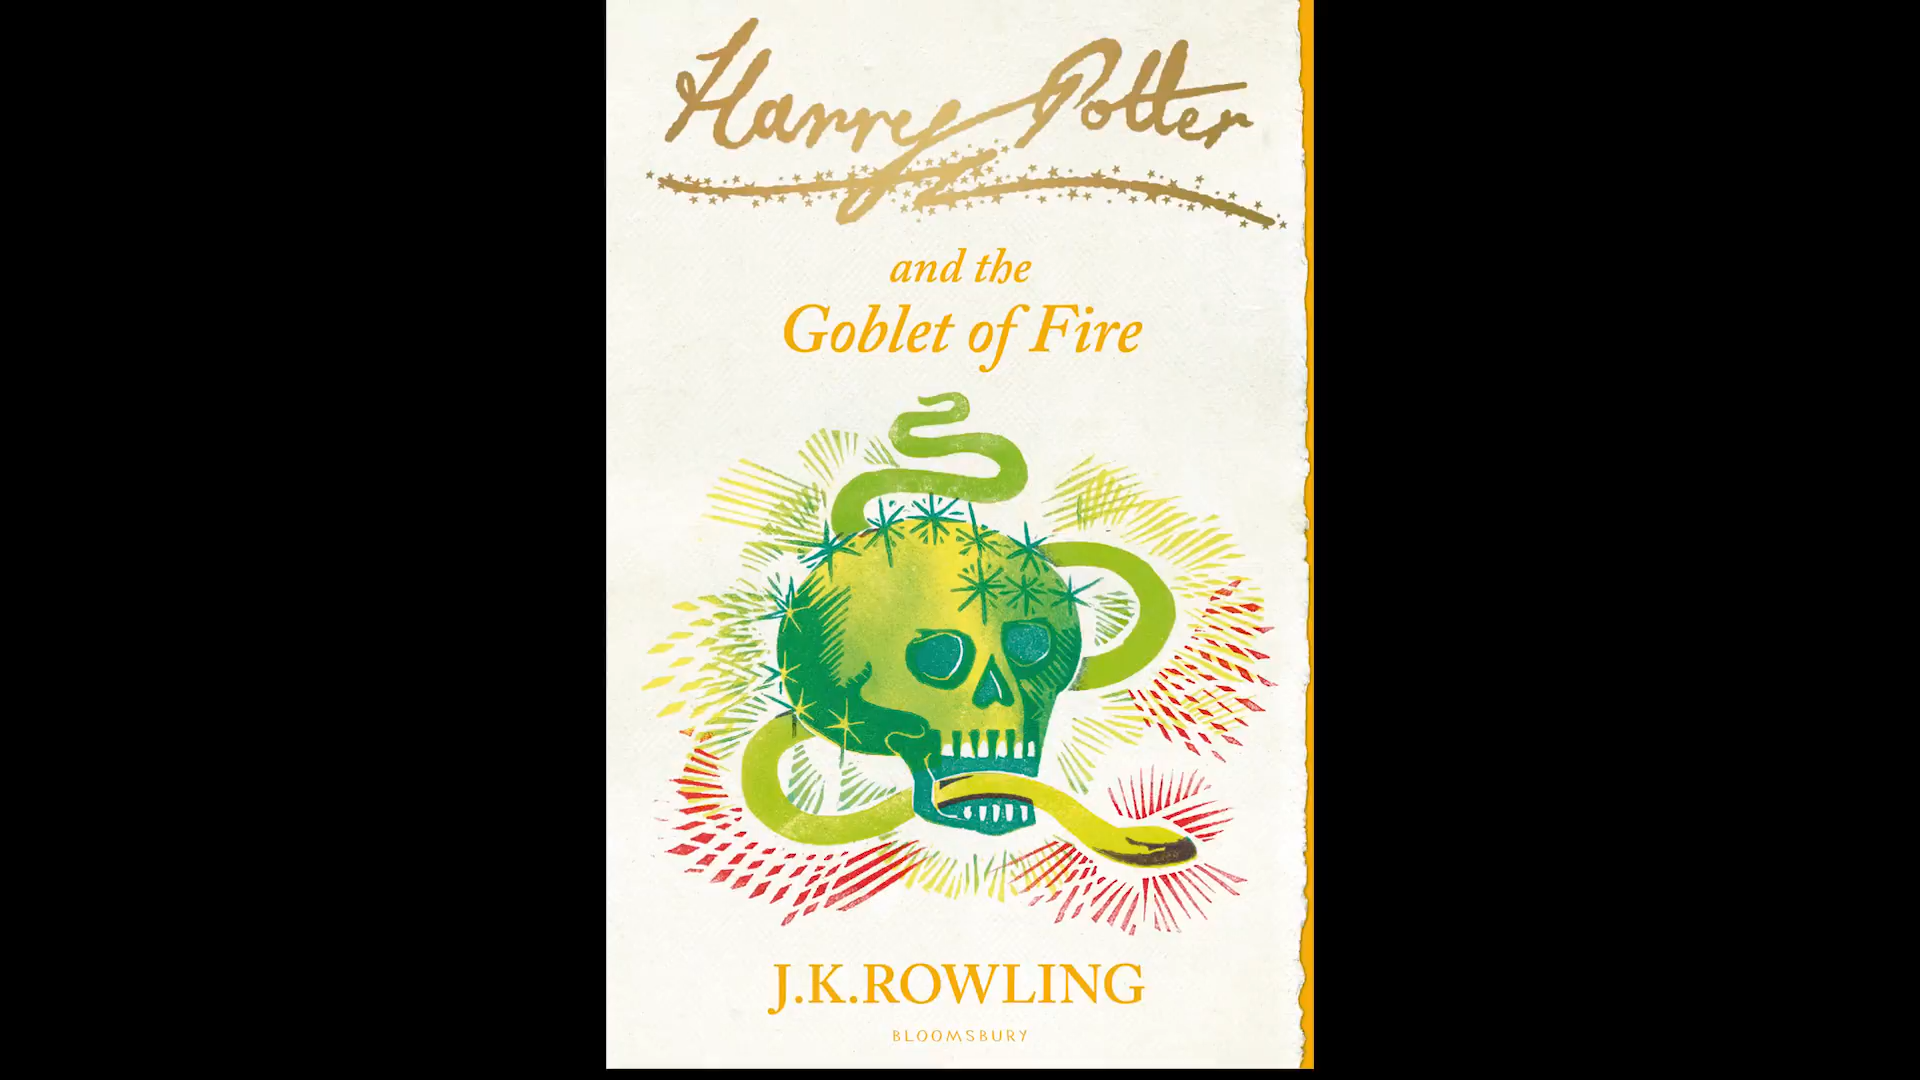 Harry Potter
and the
Goblet of Fire
J.K.ROWLING
BLOOMSBURY